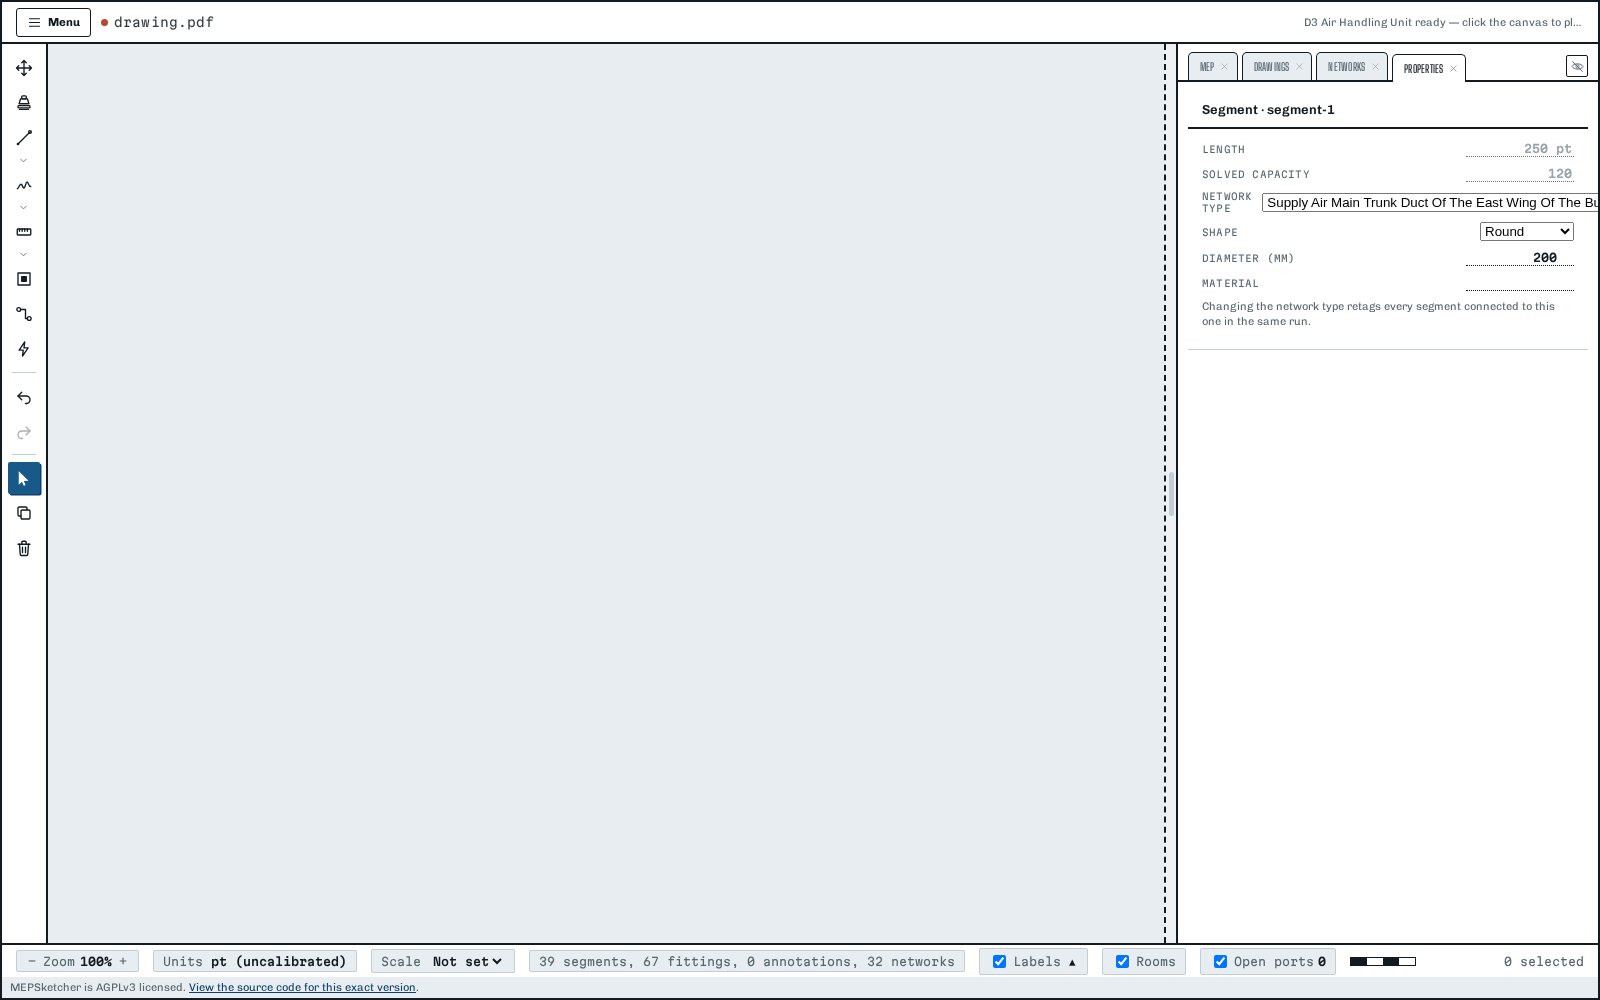 Menu
drawing.pdf
D3 Air Handling Unit ready — click the canvas to pl...
MEP
DRAWINGS
NETWORKS
PROPERTIES
Segment · segment-1
LENGTH
250 pt
SOLVED CAPACITY
120
NETWORK TYPE
Supply Air Main Trunk Duct Of The East Wing Of The Bu
SHAPE
Round
DIAMETER (MM)
200
MATERIAL
Changing the network type retags every segment connected to this
one in the same run.
− Zoom 100% +
Units pt (uncalibrated)
Scale Not set
39 segments, 67 fittings, 0 annotations, 32 networks
Labels ▲
Rooms
Open ports 0
0 selected
MEPSketcher is AGPLv3 licensed. View the source code for this exact version.